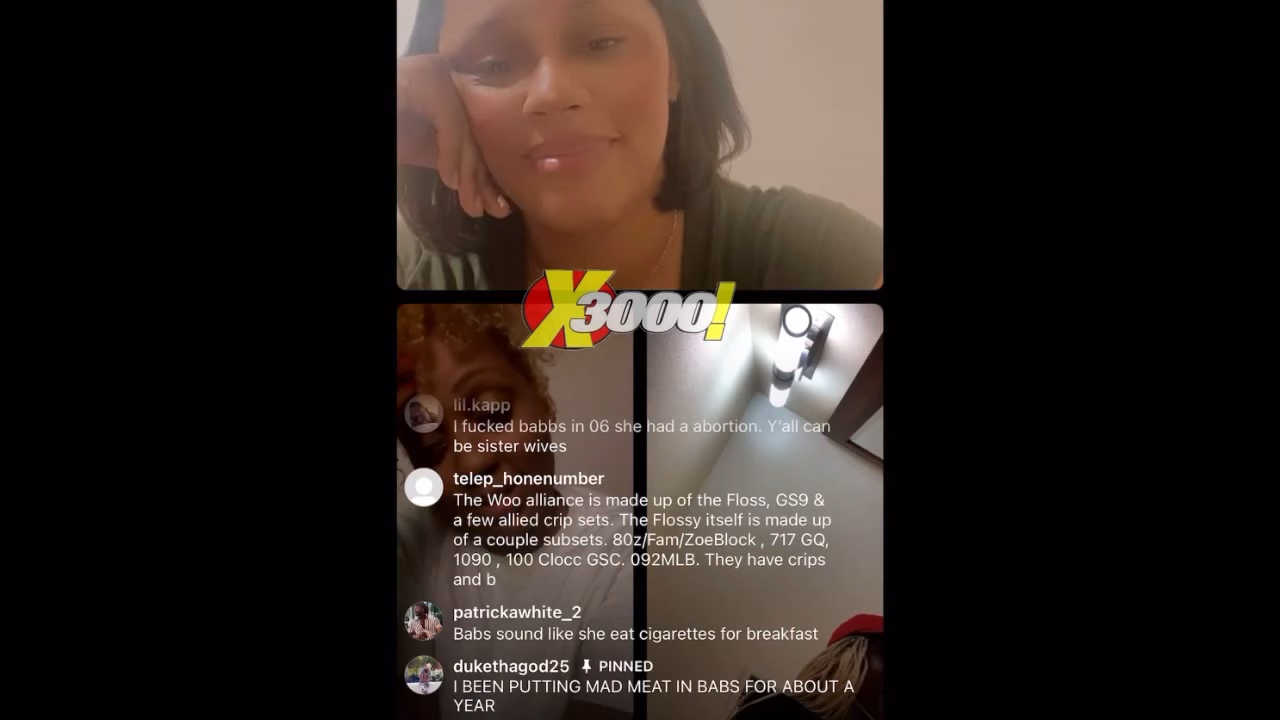 X3000!
lil.kapp
I fucked babbs in 06 she had a abortion. Y'all can
be sister wives
telep_honenumber
The Woo alliance is made up of the Floss, GS9 &
a few allied crip sets. The Flossy itself is made up
of a couple subsets. 80z/Fam/ZoeBlock , 717 GQ,
1090 , 100 Clocc GSC. 092MLB. They have crips
and b
patrickawhite_2
Babs sound like she eat cigarettes for breakfast
dukethagod25 PINNED
I BEEN PUTTING MAD MEAT IN BABS FOR ABOUT A
YEAR